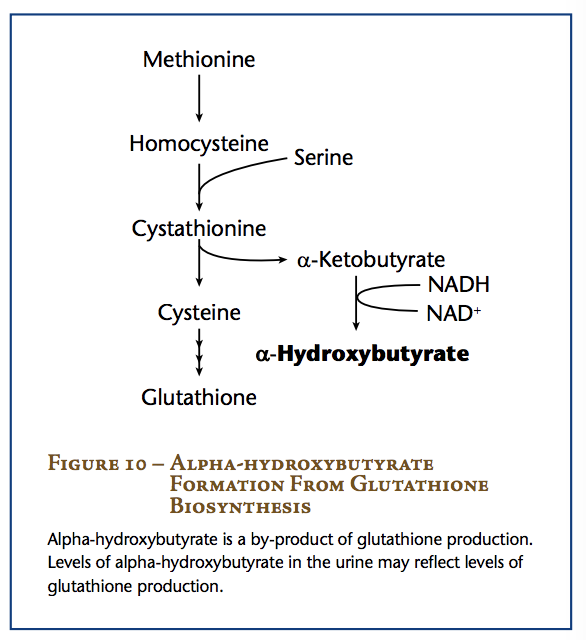 Methionine
Homocysteine
Serine
Cystathionine
α-Ketobutyrate
NADH
Cysteine
NAD⁺
α-Hydroxybutyrate
Glutathione
Figure 10 – Alpha-hydroxybutyrate
Formation From Glutathione
Biosynthesis
Alpha-hydroxybutyrate is a by-product of glutathione production.
Levels of alpha-hydroxybutyrate in the urine may reflect levels of
glutathione production.